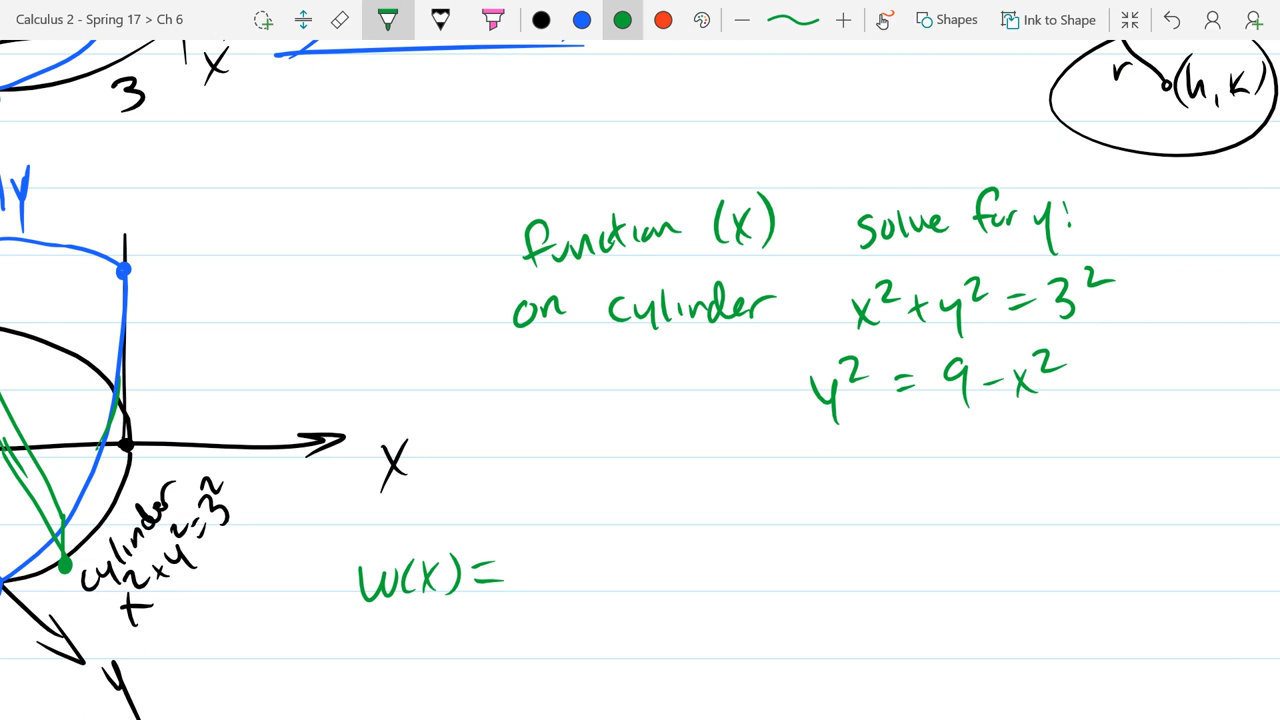 Calculus 2 - Spring 17 > Ch 6
Shapes
Ink to Shape
X
3
r
(h, k)
y
function (x)
on cylinder
solve for y:
x² + y² = 3²
y² = 9 - x²
X
cylinder
x² + y² = 3²
w(x) =
y